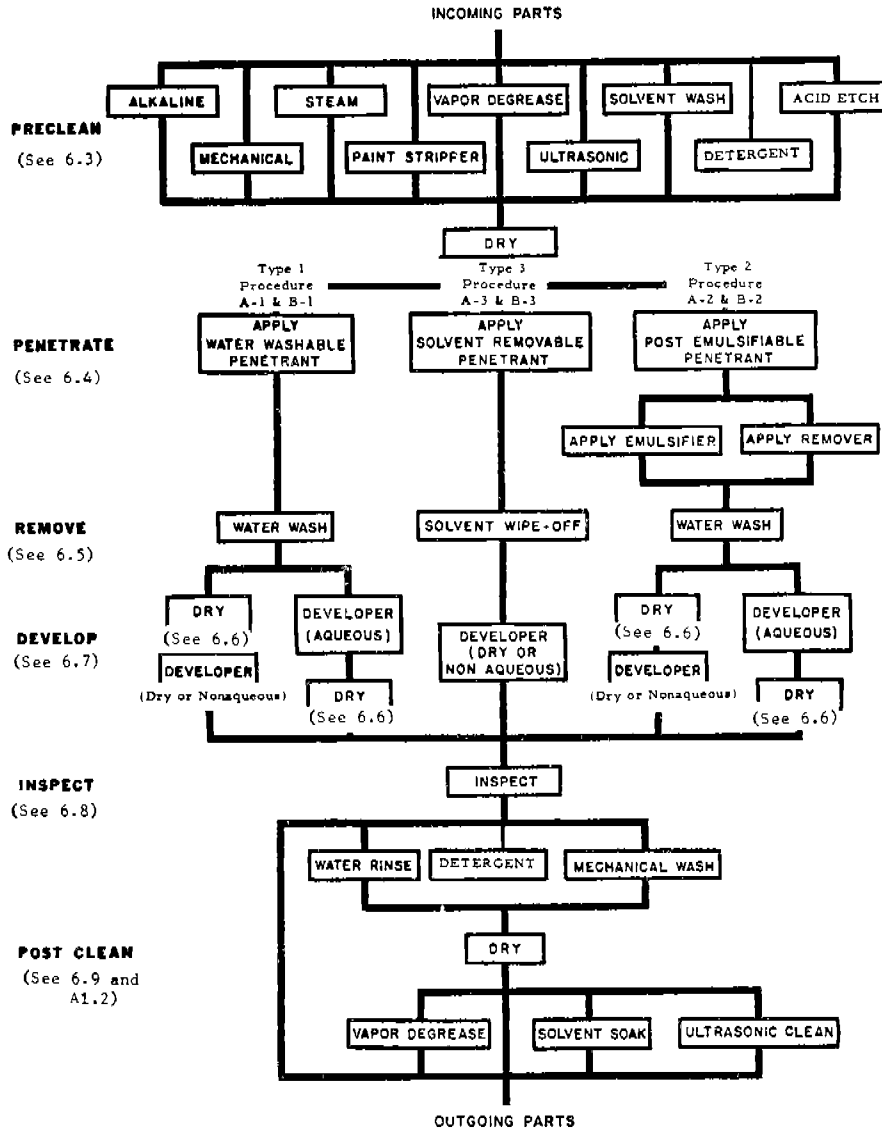 INCOMING PARTS
ALKALINE
STEAM
VAPOR DEGREASE
SOLVENT WASH
ACID ETCH
PRECLEAN
(See 6.3)
MECHANICAL
PAINT STRIPPER
ULTRASONIC
DETERGENT
DRY
Type 1
Procedure
A-1 & B-1
Type 3
Procedure
A-3 & B-3
Type 2
Procedure
A-2 & B-2
PENETRATE
(See 6.4)
APPLY
WATER WASHABLE
PENETRANT
APPLY
SOLVENT REMOVABLE
PENETRANT
APPLY
POST EMULSIFIABLE
PENETRANT
APPLY EMULSIFIER
APPLY REMOVER
REMOVE
(See 6.5)
WATER WASH
SOLVENT WIPE-OFF
WATER WASH
DEVELOP
(See 6.7)
DRY
(See 6.6)
DEVELOPER
(Dry or Nonaqueous)
DEVELOPER
(AQUEOUS)
DRY
(See 6.6)
DEVELOPER
(DRY OR
NON AQUEOUS)
DRY
(See 6.6)
DEVELOPER
(Dry or Nonaqueous)
DEVELOPER
(AQUEOUS)
DRY
(See 6.6)
INSPECT
(See 6.8)
INSPECT
WATER RINSE
DETERGENT
MECHANICAL WASH
POST CLEAN
(See 6.9 and
A1.2)
DRY
VAPOR DEGREASE
SOLVENT SOAK
ULTRASONIC CLEAN
OUTGOING PARTS